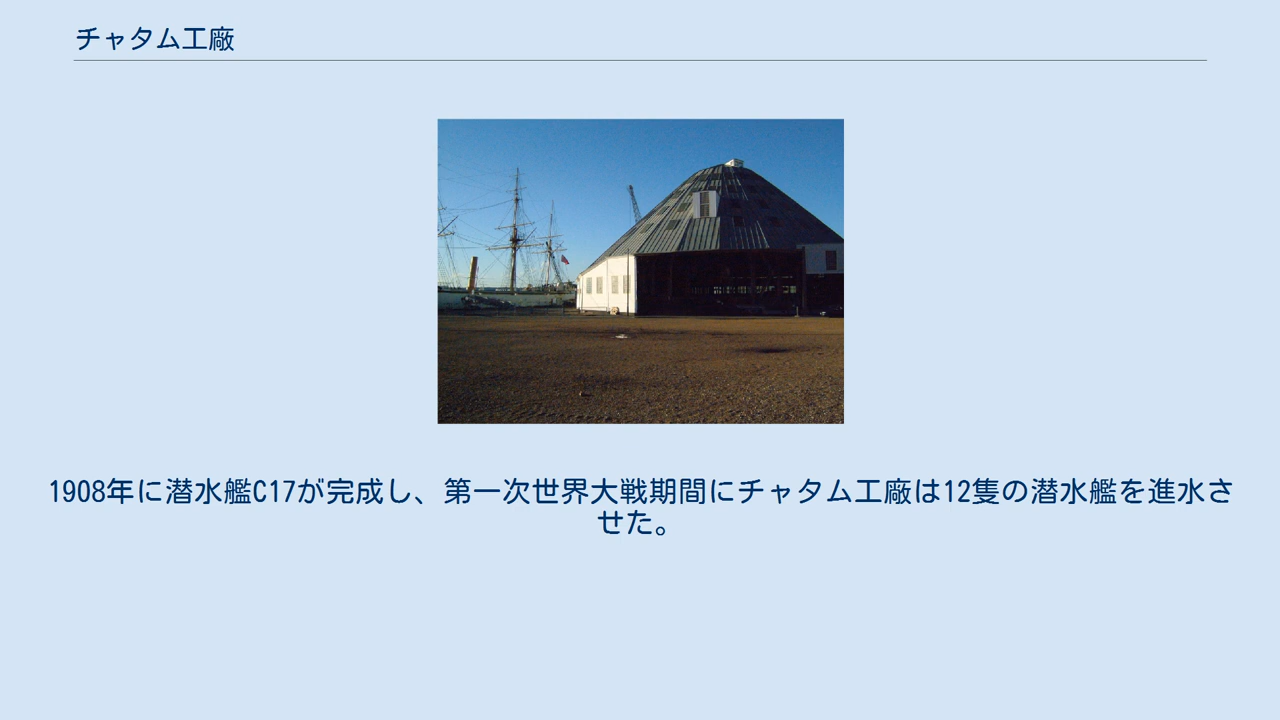 チャタム工廠
1908年に潜水艦C17が完成し、第一次世界大戦期間にチャタム工廠は12隻の潜水艦を進水さ
せた。